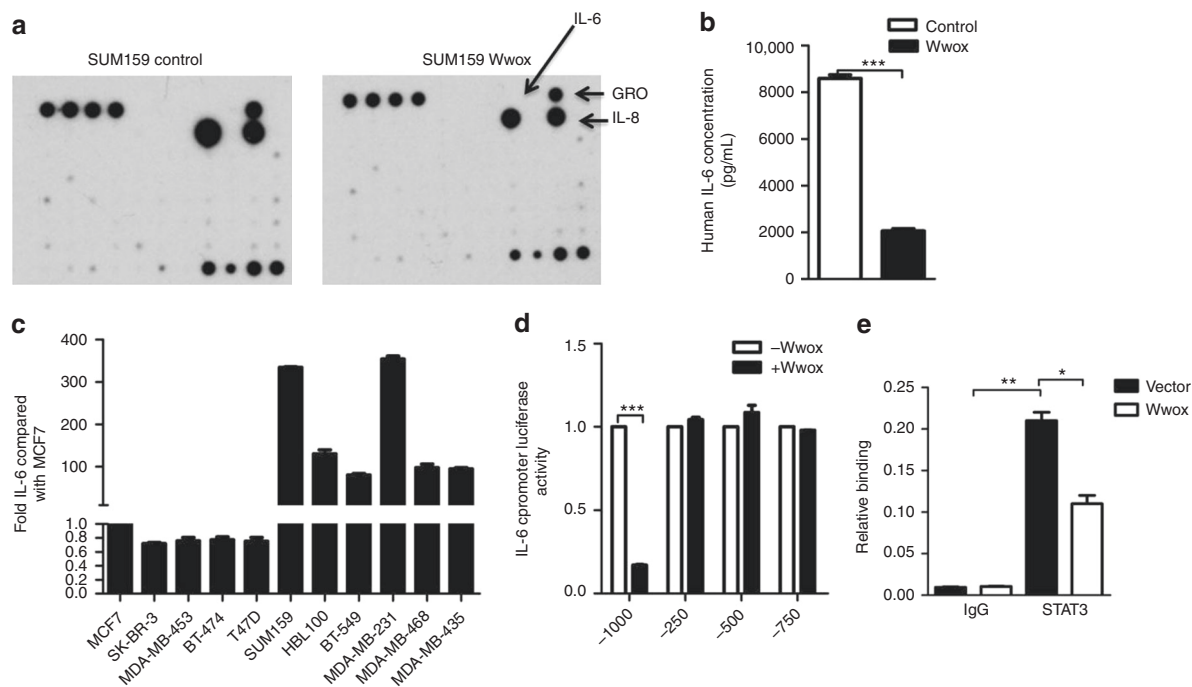 a
SUM159 control
SUM159 Wwox
IL-6
GRO
IL-8
b
Control
Wwox
***
10,000
8000
6000
4000
2000
0
Human IL-6 concentration
(pg/mL)
c
400
300
200
100
1.0
0.8
0.6
0.4
0.2
0.0
Fold IL-6 compared
with MCF7
MCF7
SK-BR-3
MDA-MB-453
BT-474
T47D
SUM159
HBL100
BT-549
MDA-MB-231
MDA-MB-468
MDA-MB-435
d
–Wwox
+Wwox
***
1.5
1.0
0.5
0.0
IL-6 cpromoter luciferase
activity
–1000
–250
–500
–750
e
Vector
Wwox
**
*
0.25
0.20
0.15
0.10
0.05
0.00
Relative binding
IgG
STAT3